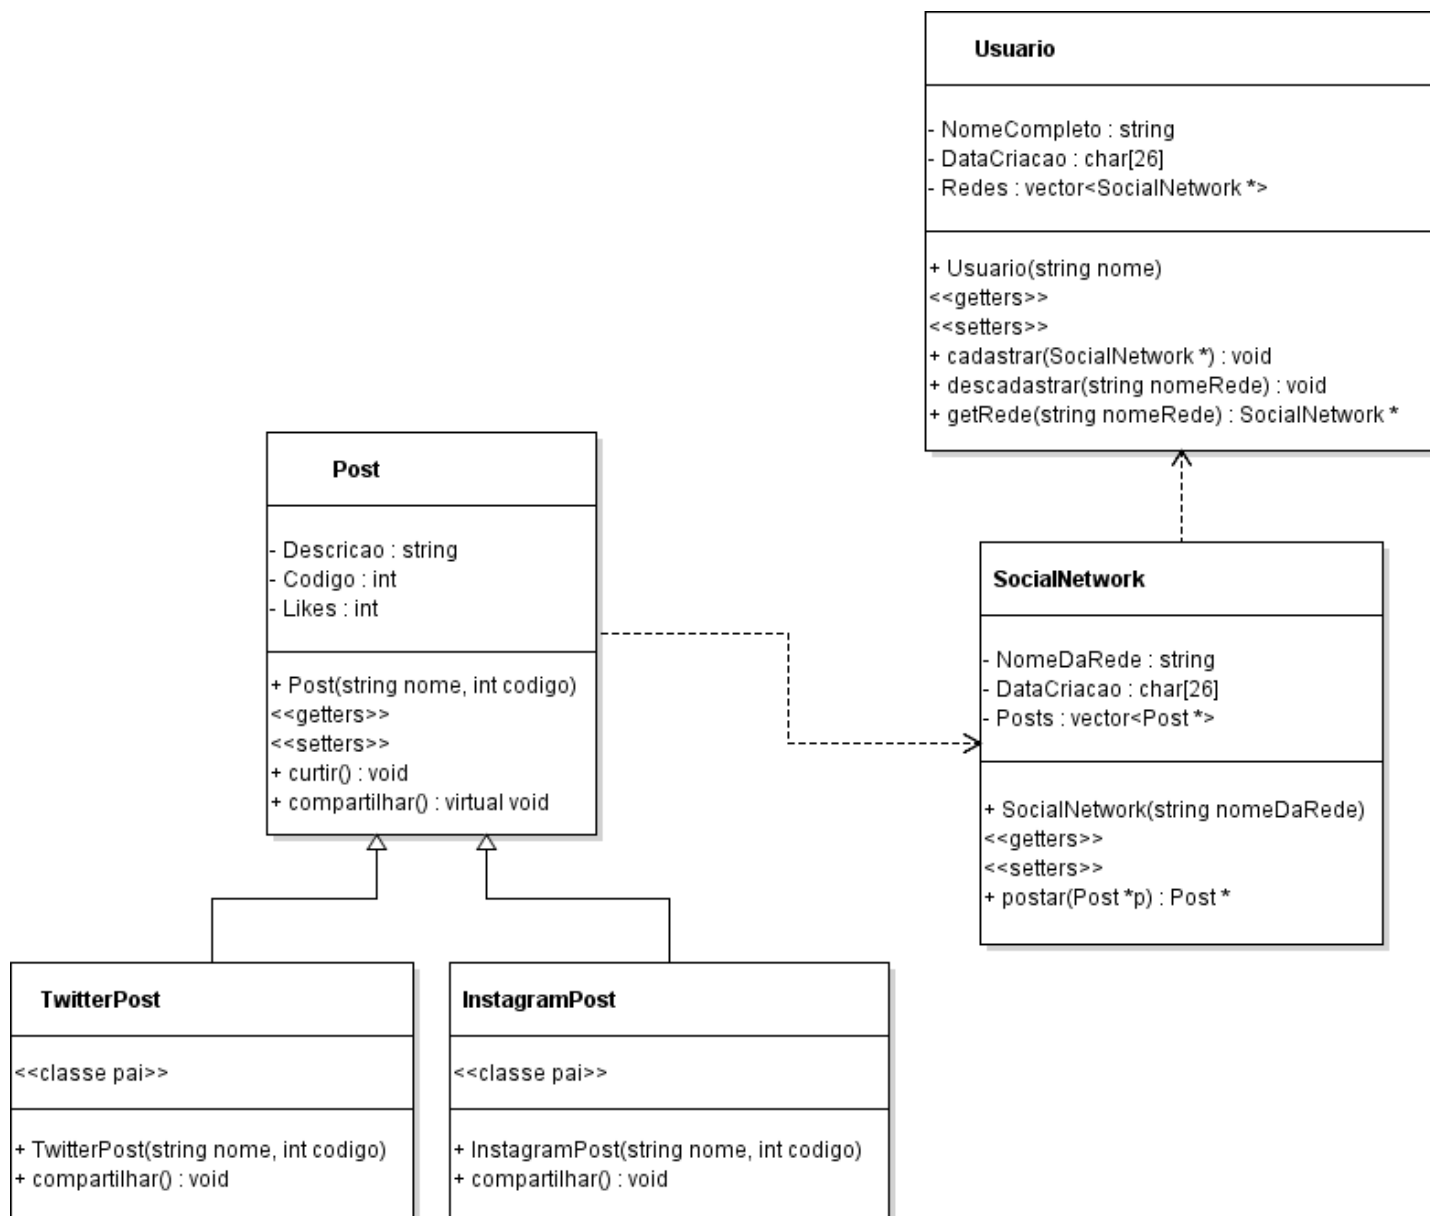 Usuario
- NomeCompleto : string
- DataCriacao : char[26]
- Redes : vector<SocialNetwork *>
+ Usuario(string nome)
<<getters>>
<<setters>>
+ cadastrar(SocialNetwork *) : void
+ descadastrar(string nomeRede) : void
+ getRede(string nomeRede) : SocialNetwork *
Post
- Descricao : string
- Codigo : int
- Likes : int
+ Post(string nome, int codigo)
<<getters>>
<<setters>>
+ curtir() : void
+ compartilhar() : virtual void
SocialNetwork
- NomeDaRede : string
- DataCriacao : char[26]
- Posts : vector<Post *>
+ SocialNetwork(string nomeDaRede)
<<getters>>
<<setters>>
+ postar(Post *p) : Post *
TwitterPost
<<classe pai>>
+ TwitterPost(string nome, int codigo)
+ compartilhar() : void
InstagramPost
<<classe pai>>
+ InstagramPost(string nome, int codigo)
+ compartilhar() : void